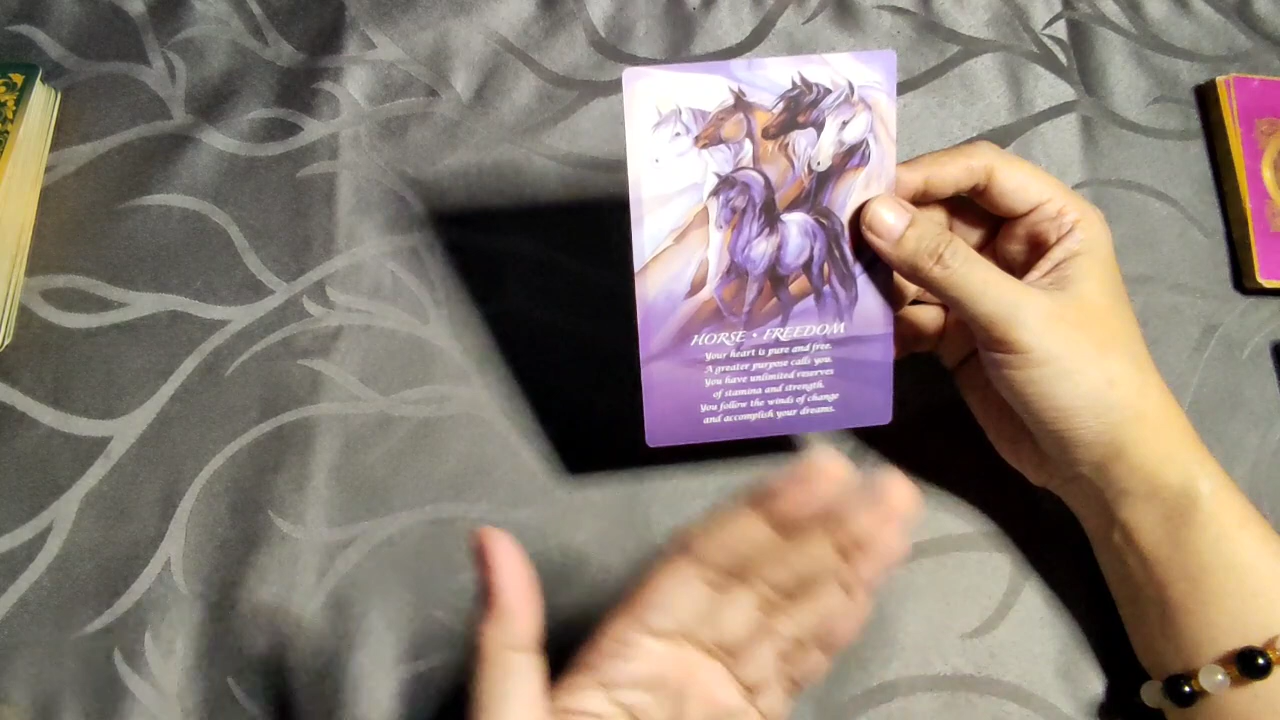 HORSE • FREEDOM
Your heart is pure and free.
A greater purpose calls you.
You have unlimited reserves
of stamina and strength.
You follow the winds of change
and accomplish your dreams.